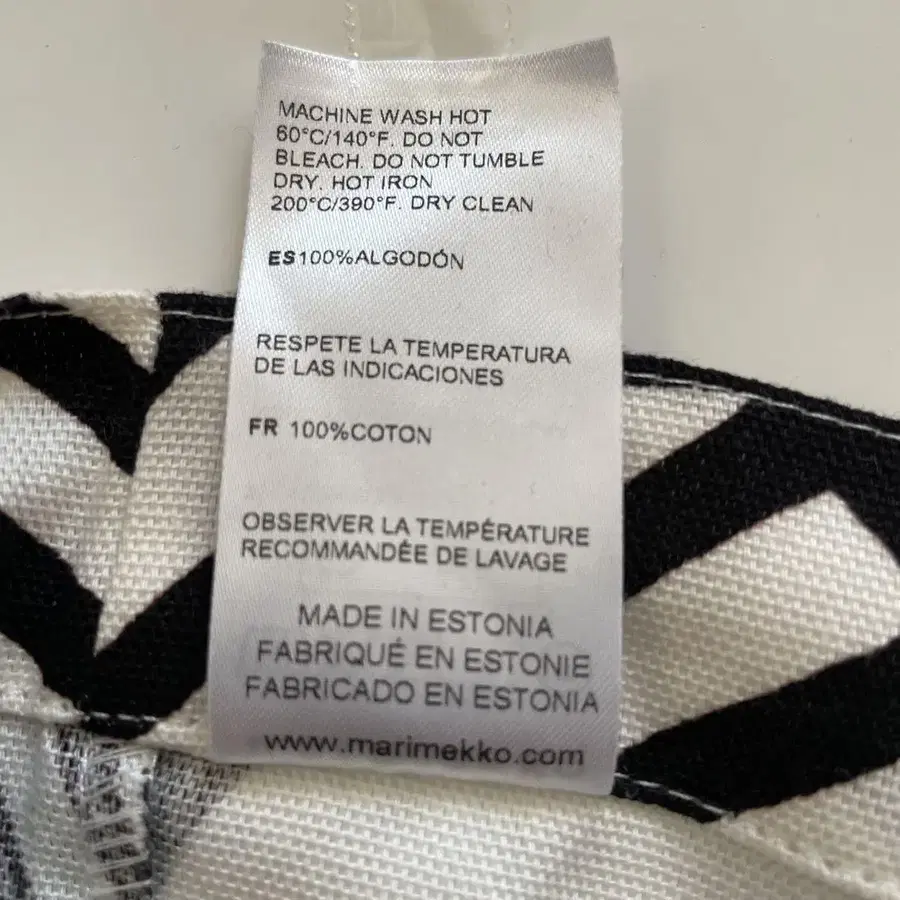 MACHINE WASH HOT
60°C/140°F. DO NOT
BLEACH. DO NOT TUMBLE
DRY. HOT IRON
200°C/390°F. DRY CLEAN
ES100%ALGODÓN
RESPETE LA TEMPERATURA
DE LAS INDICACIONES
FR 100%COTON
OBSERVER LA TEMPÉRATURE
RECOMMANDÉE DE LAVAGE
MADE IN ESTONIA
FABRIQUÉ EN ESTONIE
FABRICADO EN ESTONIA
www.marimekko.com